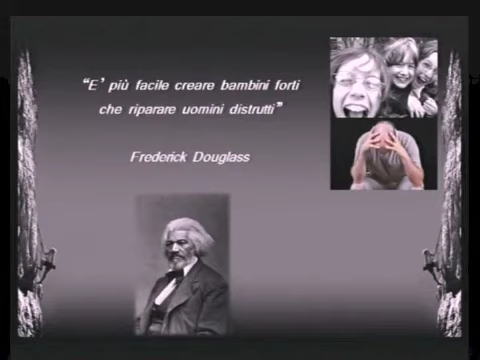 “E’ più facile creare bambini forti
che riparare uomini distrutti”
Frederick Douglass